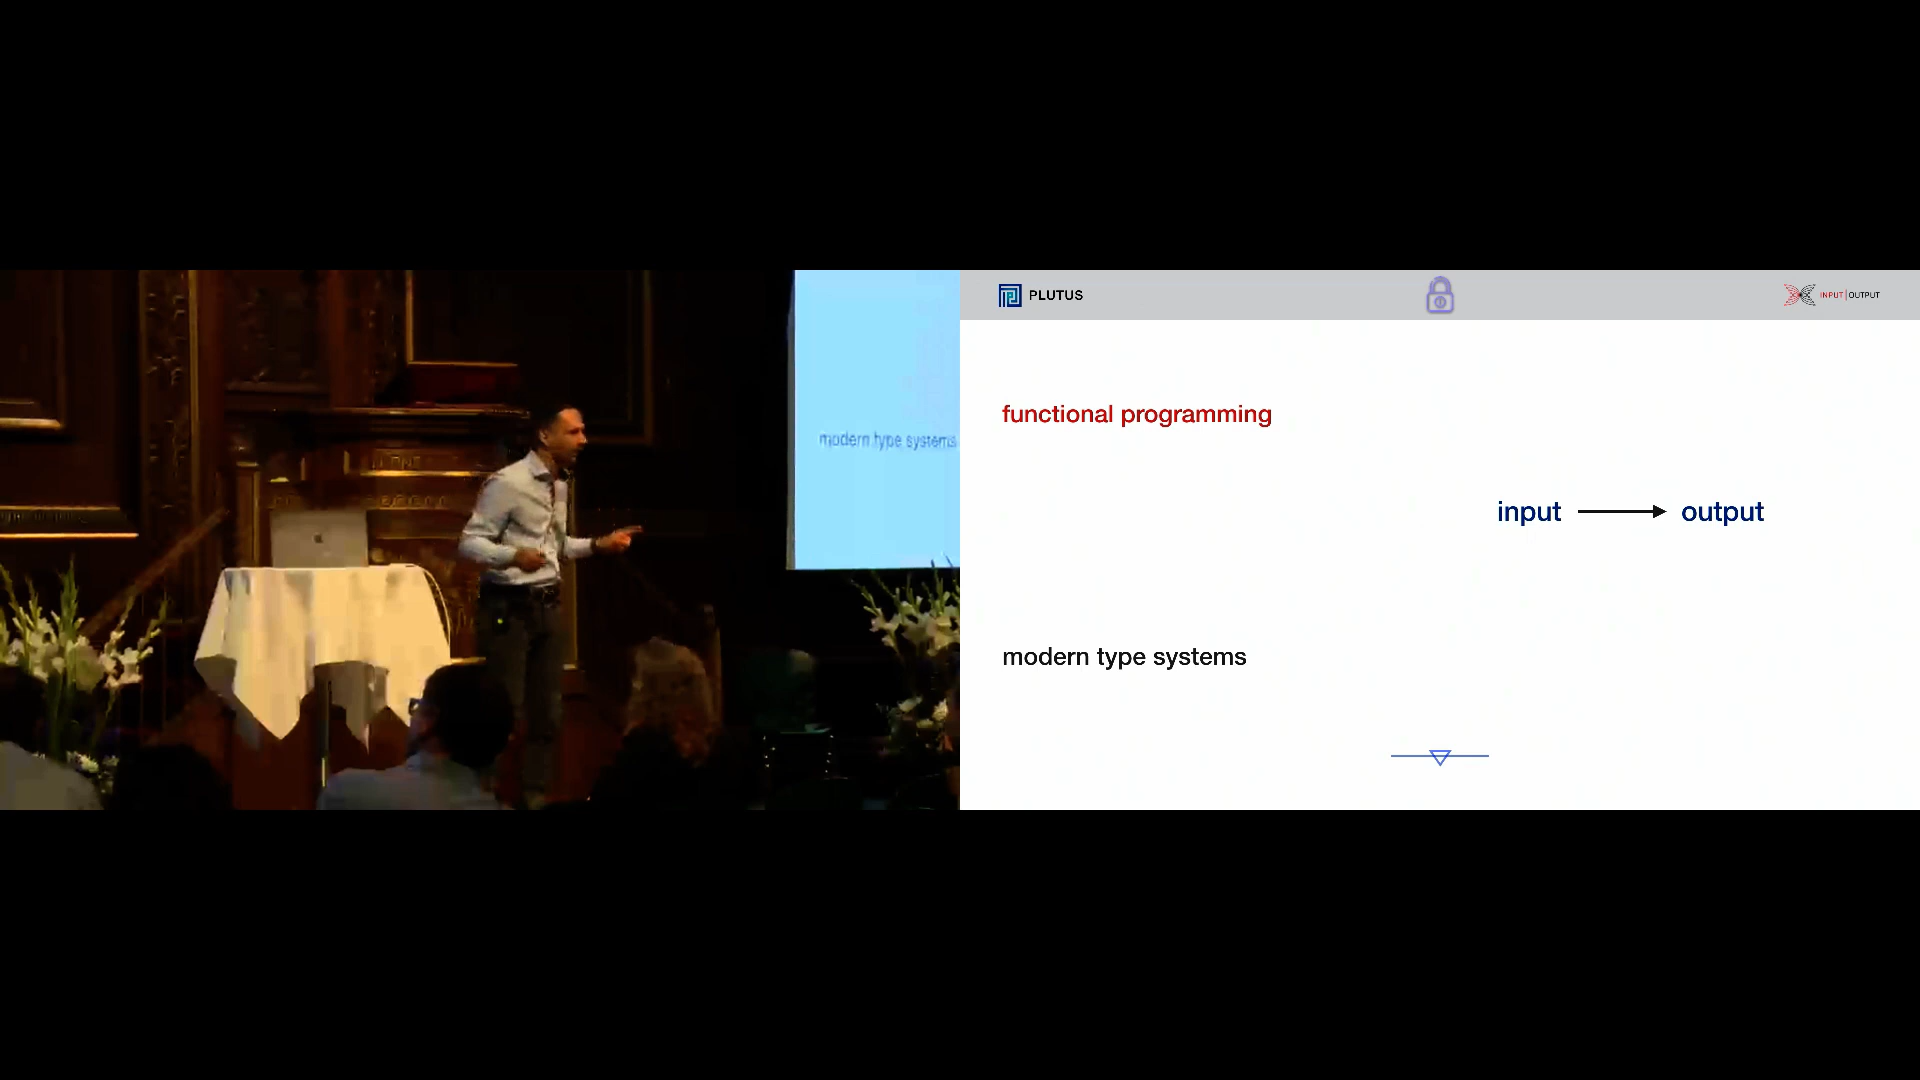 modern type systems
PLUTUS
INPUT|OUTPUT
functional programming
input → output
modern type systems